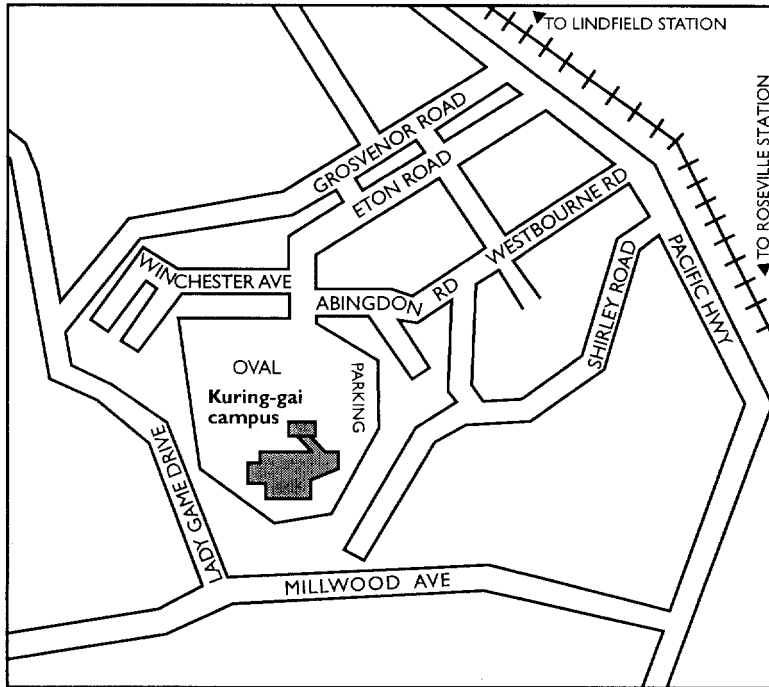 TO LINDFIELD STATION
TO ROSEVILLE STATION
GROSVENOR ROAD
ETON ROAD
WESTBOURNE RD
WINCHESTER AVE
ABINGDON RD
SHIRLEY ROAD
PACIFIC HWY
OVAL
PARKING
Kuring-gai
campus
LADY GAME DRIVE
MILLWOOD AVE